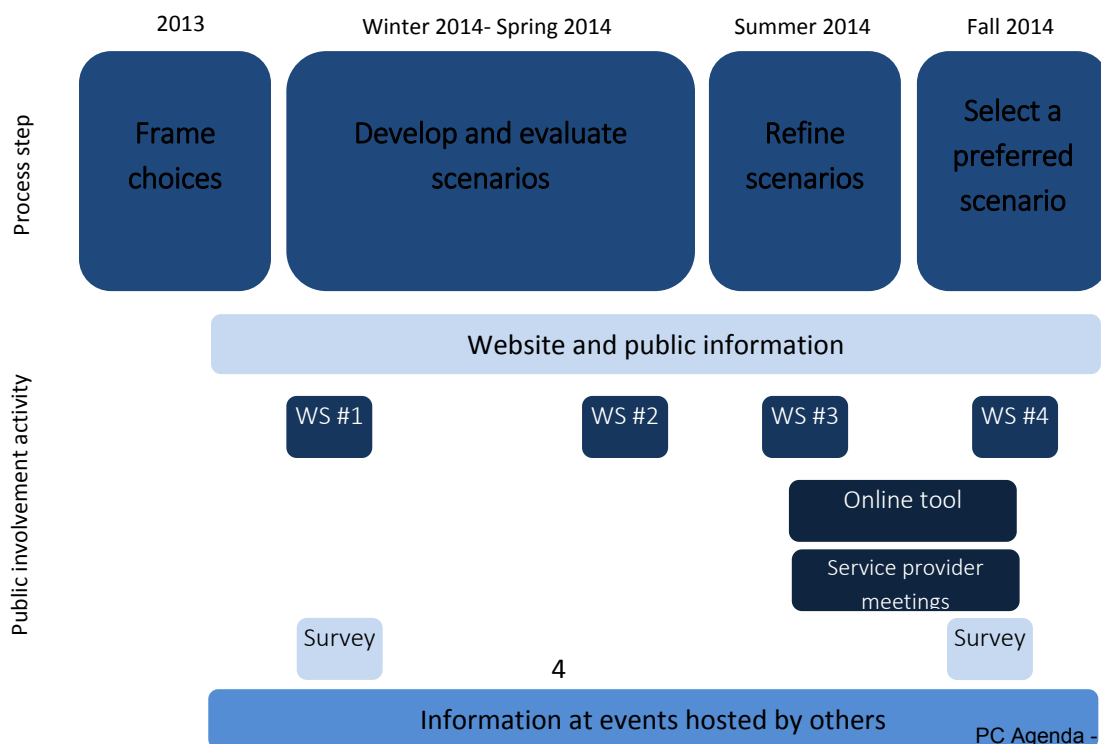 2013
Winter 2014- Spring 2014
Summer 2014
Fall 2014
Process step
Frame
choices
Develop and evaluate
scenarios
Refine
scenarios
Select a
preferred
scenario
Public involvement activity
Website and public information
WS #1
WS #2
WS #3
WS #4
Online tool
Service provider
meetings
Survey
Survey
4
Information at events hosted by others
PC Agenda -